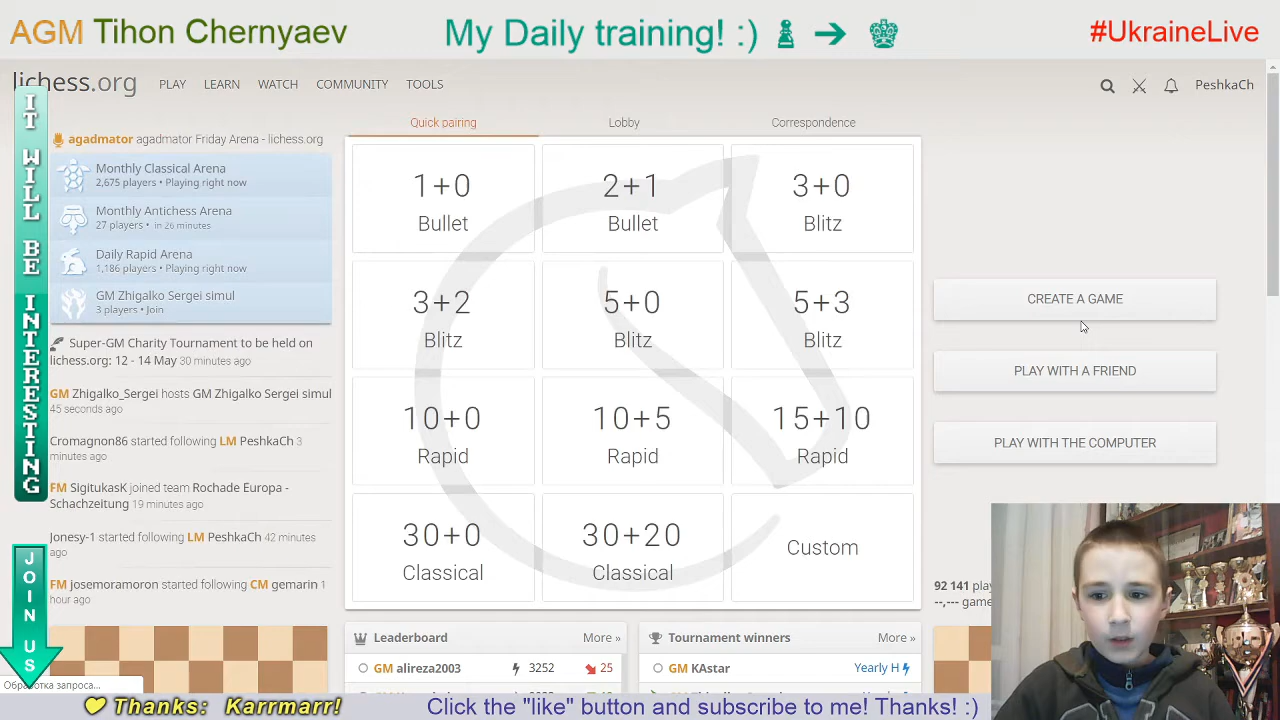 AGM Tihon Chernyaev
My Daily training! :)
#UkraineLive
lichess.org
PLAY
LEARN
WATCH
COMMUNITY
TOOLS
PeshkaCh
IT WILL BE INTERESTING
JOIN US
agadmator agadmator Friday Arena - lichess.org
Monthly Classical Arena
2,675 players • Playing right now
Monthly Antichess Arena
27 players • in 26 minutes
Daily Rapid Arena
1,186 players • Playing right now
GM Zhigalko Sergei simul
3 players • Join
Super-GM Charity Tournament to be held on
lichess.org: 12 - 14 May 30 minutes ago
GM Zhigalko_Sergei hosts GM Zhigalko Sergei simul
45 seconds ago
Cromagnon86 started following LM PeshkaCh 3
minutes ago
FM SigitukasK joined team Rochade Europa -
Schachzeitung 19 minutes ago
Jonesy-1 started following LM PeshkaCh 42 minutes
ago
FM josemoramoron started following CM gemarin 1
hour ago
Обработка запроса...
Quick pairing
Lobby
Correspondence
1+0
Bullet
2+1
Bullet
3+0
Blitz
3+2
Blitz
5+0
Blitz
5+3
Blitz
10+0
Rapid
10+5
Rapid
15+10
Rapid
30+0
Classical
30+20
Classical
Custom
CREATE A GAME
PLAY WITH A FRIEND
PLAY WITH THE COMPUTER
92 141
--,---
Leaderboard
More »
GM alireza2003
3252
25
Tournament winners
More »
GM KAstar
Yearly H
Thanks: Karrmarr!
Click the "like" button and subscribe to me! Thanks! :)